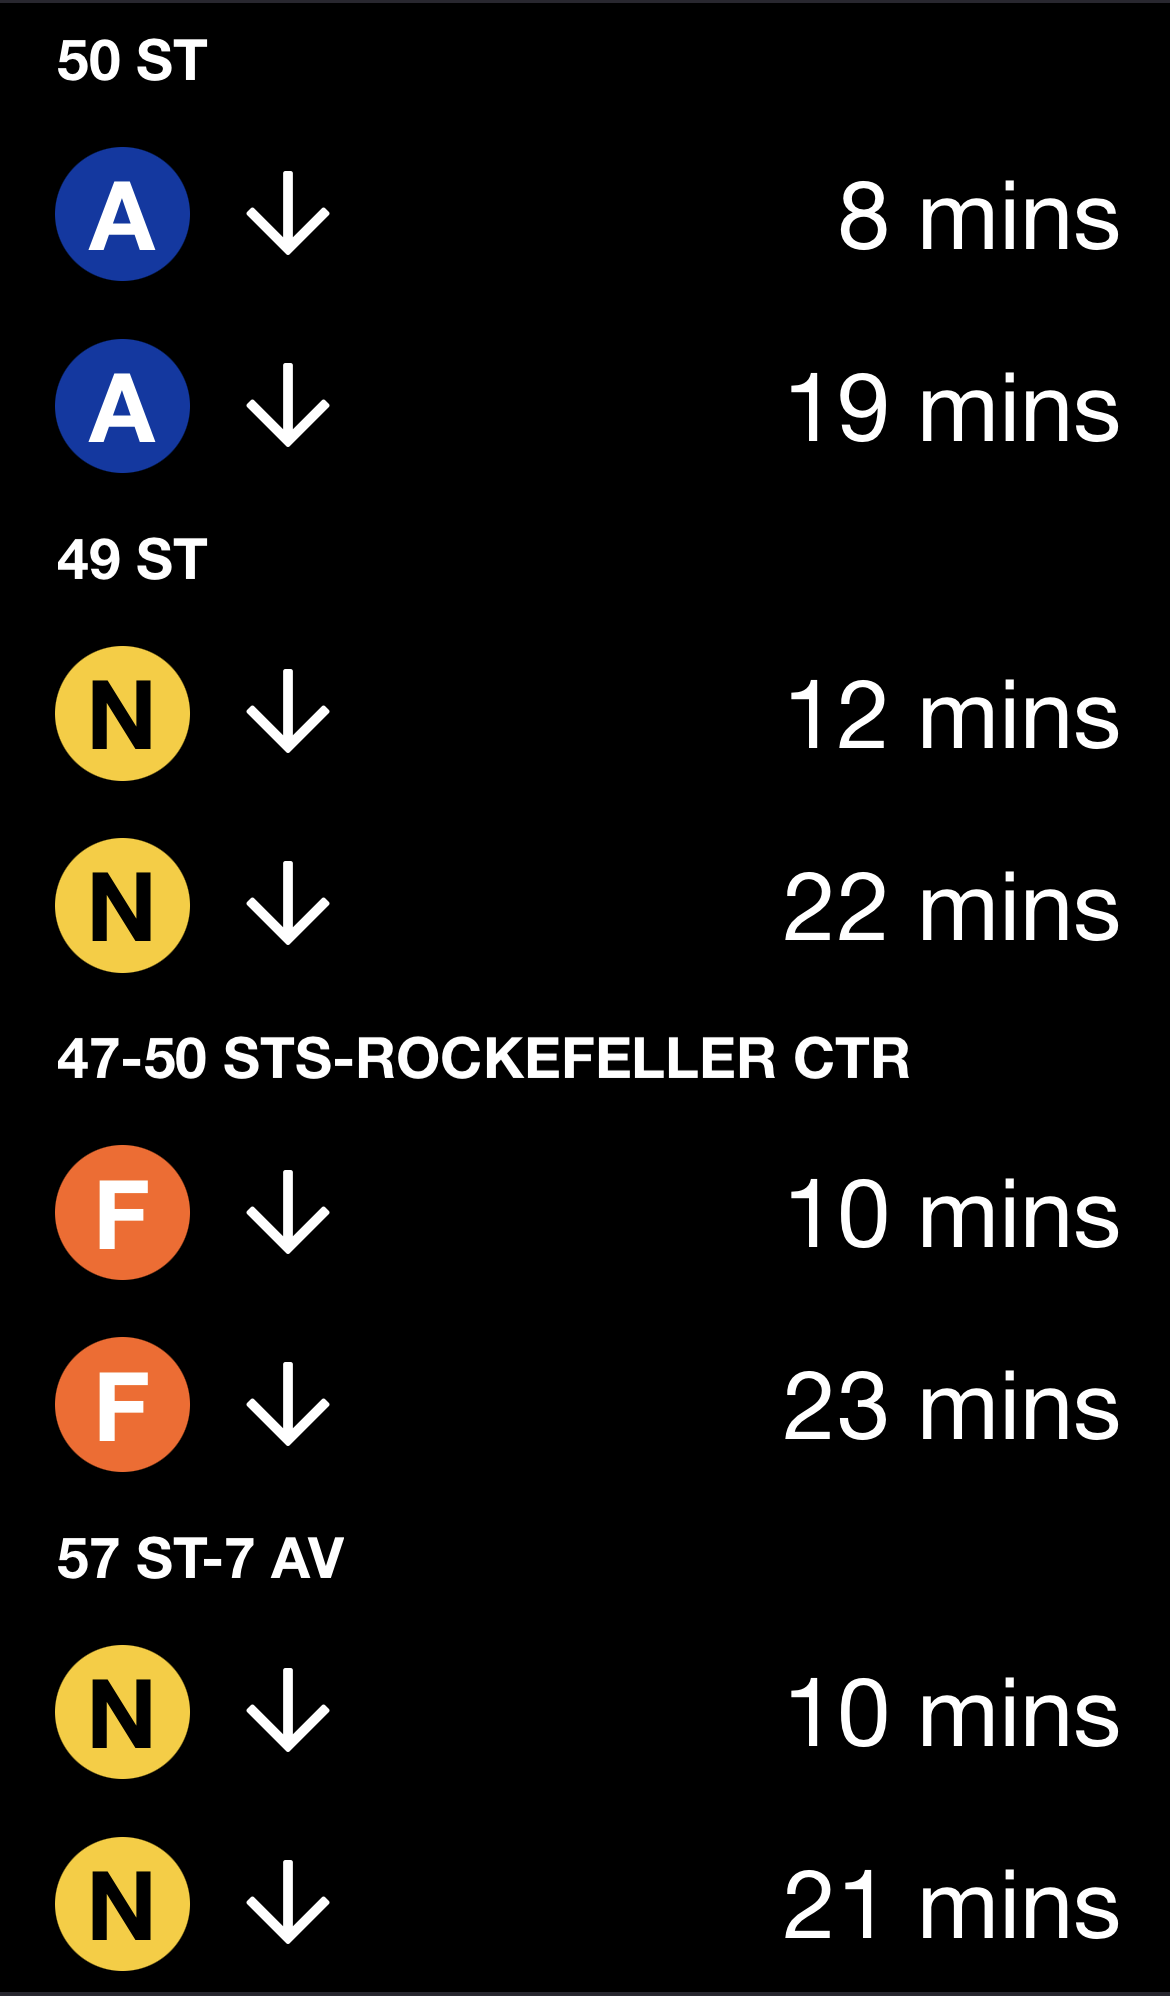 50 ST
A ↓ 8 mins
A ↓ 19 mins
49 ST
N ↓ 12 mins
N ↓ 22 mins
47-50 STS-ROCKEFELLER CTR
F ↓ 10 mins
F ↓ 23 mins
57 ST-7 AV
N ↓ 10 mins
N ↓ 21 mins